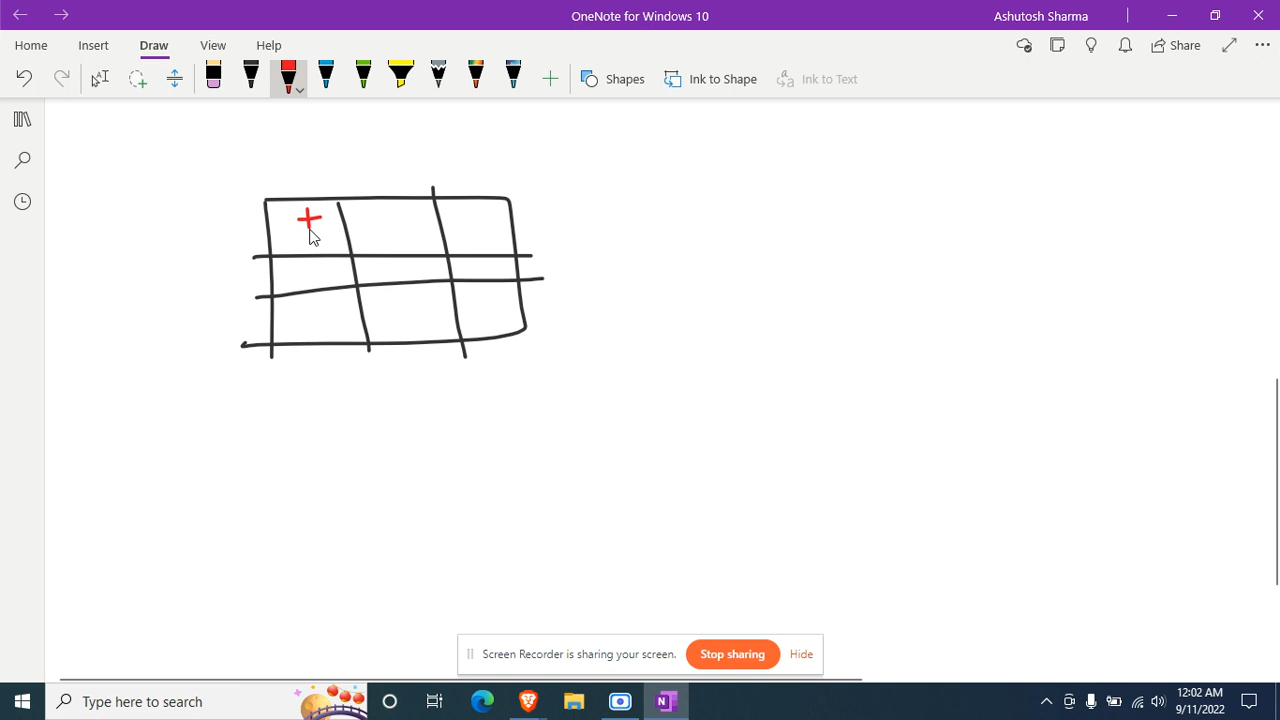 OneNote for Windows 10
Ashutosh Sharma
Home Insert Draw View Help
Share
Shapes Ink to Shape Ink to Text
+
Screen Recorder is sharing your screen. Stop sharing Hide
Type here to search
12:02 AM
9/11/2022